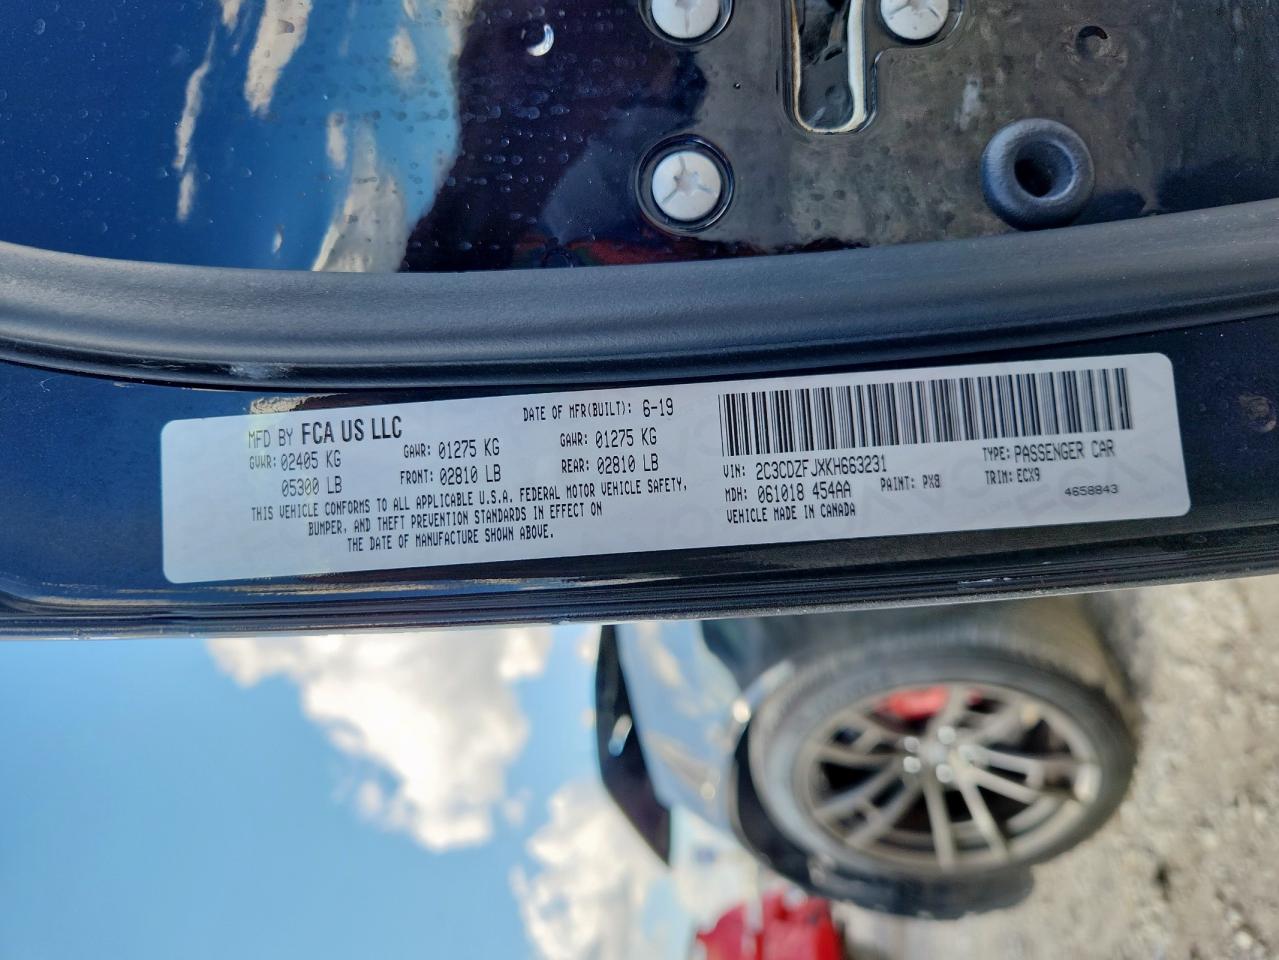 MFD BY FCA US LLC
DATE OF MFR(BUILT): 6-19
GVWR: 02405 KG
05300 LB
GAWR: 01275 KG
FRONT: 02810 LB
GAWR: 01275 KG
REAR: 02810 LB
THIS VEHICLE CONFORMS TO ALL APPLICABLE U.S.A. FEDERAL MOTOR VEHICLE SAFETY,
BUMPER, AND THEFT PREVENTION STANDARDS IN EFFECT ON
THE DATE OF MANUFACTURE SHOWN ABOVE.
VIN: 2C3CDZFJXKH663231
TYPE: PASSENGER CAR
MDH: 061018 454AA
PAINT: PX8
TRIM: ECX9
VEHICLE MADE IN CANADA
4658843